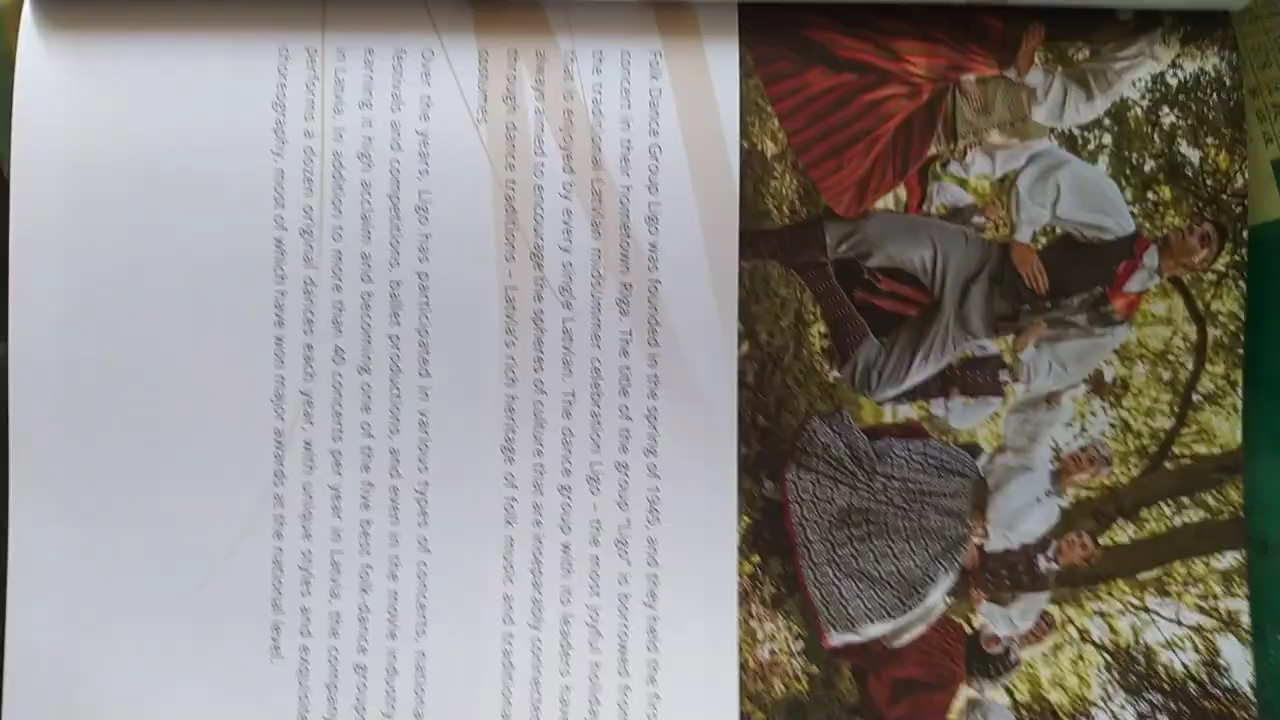 Folk Dance Group Līgo was founded in the spring of 1945, and they held the firs
concert in their hometown Riga. The title of the group "Līgo" is borrowed from
the traditional Latvian midsummer celebration Līgo – the most joyful holiday
that is enjoyed by every single Latvian. The dance group with its leaders have
always aimed to encourage the spheres of culture that are inseparably connected
through dance traditions – Latvia's rich heritage of folk music and traditiona
costumes.
Over the years, Līgo has participated in various types of concerts, nationa
festivals and competitions, ballet productions, and even in the movie industry
earning it high acclaim and becoming one of the five best folk-dance groups
in Latvia. In addition to more than 40 concerts per year in Latvia, the company
performs a dozen original dances each year, with unique styles and exquisite
choreography, most of which have won major awards at the national level.